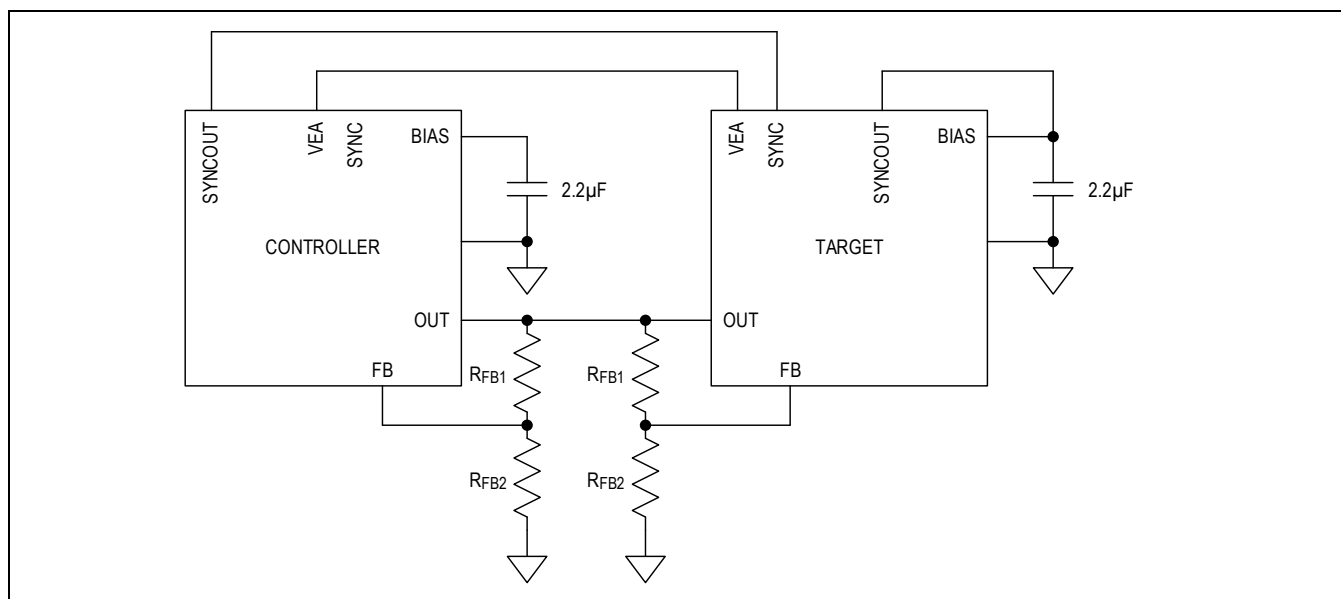 SYNCOUT
VEA
SYNC
BIAS
2.2µF
CONTROLLER
OUT
FB
RFB1
RFB2
VEA
SYNC
SYNCOUT
BIAS
2.2µF
TARGET
OUT
FB
RFB1
RFB2